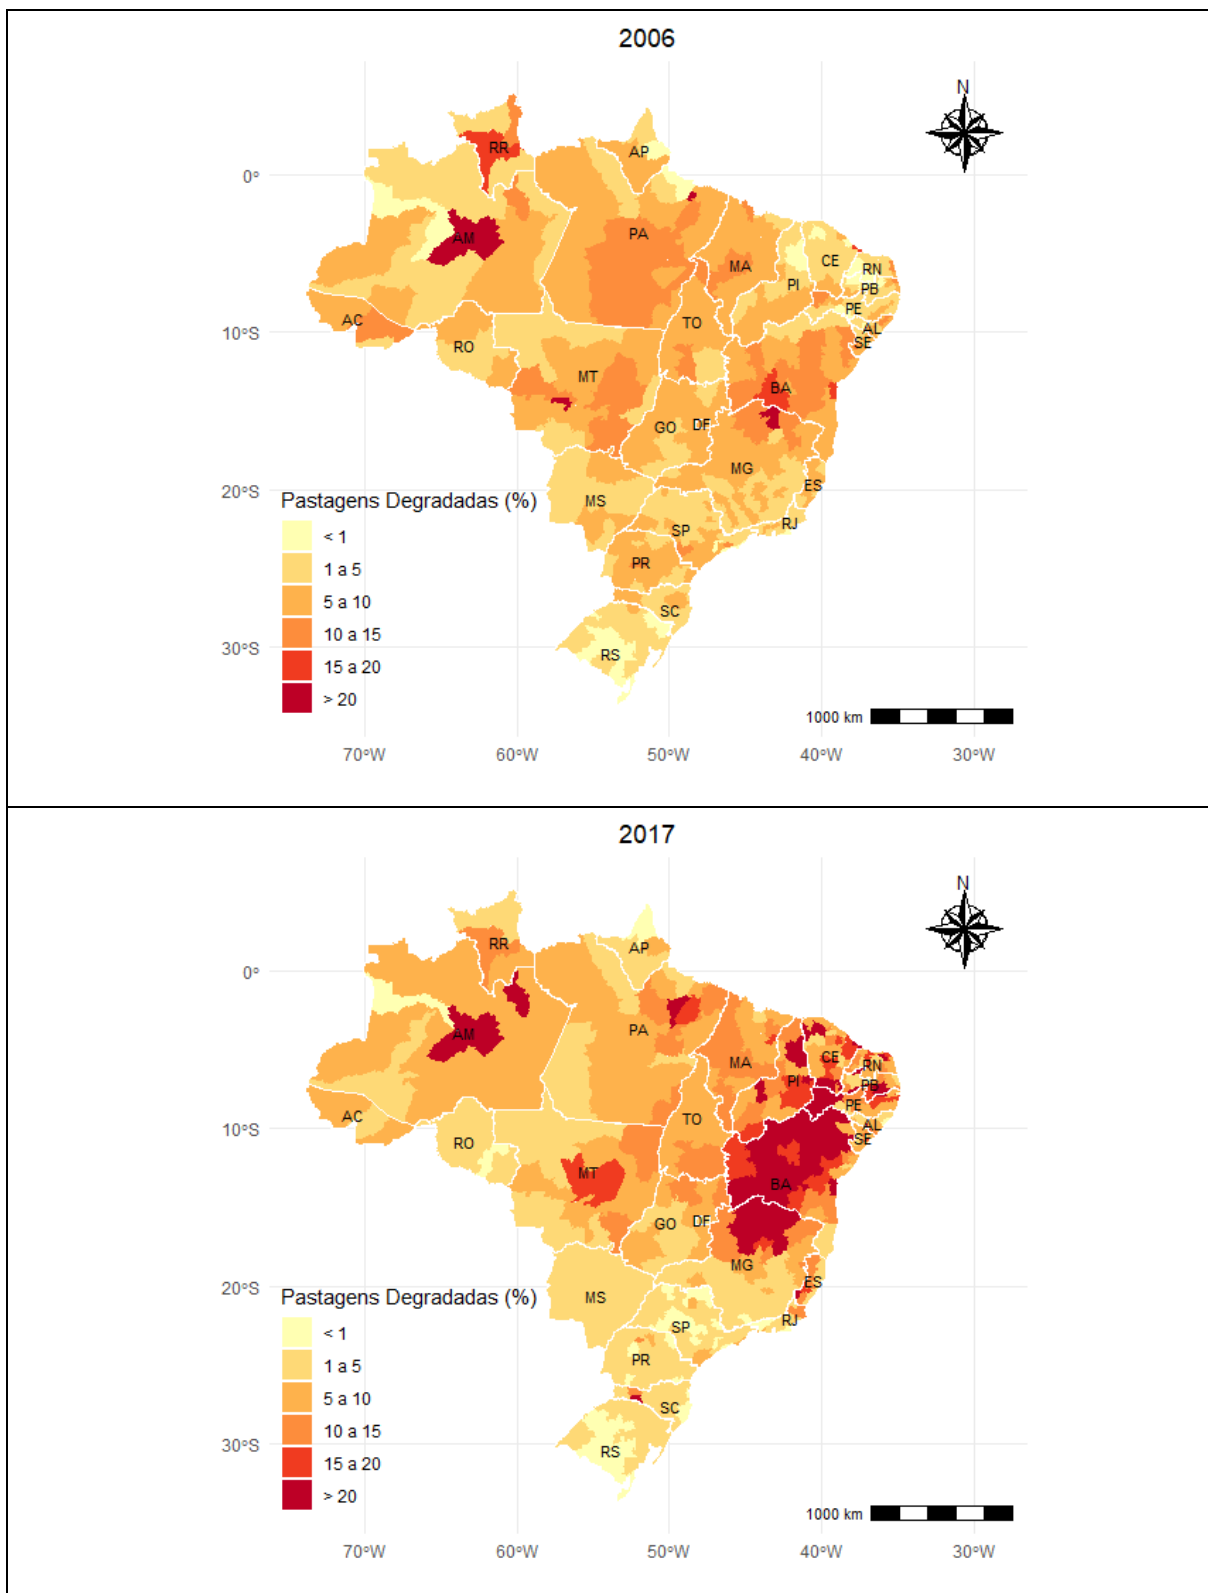 2006
N
RR
AP
0°
AM
PA
MA
CE
RN
PI
PB
PE
AC
TO
AL
10°S
SE
RO
MT
BA
GO
DF
MG
ES
20°S
MS
Pastagens Degradadas (%)
RJ
SP
< 1
PR
1 a 5
5 a 10
SC
10 a 15
30°S
RS
15 a 20
> 20
1000 km
70°W
60°W
50°W
40°W
30°W
2017
N
RR
AP
0°
AM
PA
MA
CE
RN
PI
PB
PE
AC
TO
AL
10°S
SE
RO
MT
BA
GO
DF
MG
ES
20°S
MS
Pastagens Degradadas (%)
RJ
SP
< 1
PR
1 a 5
5 a 10
SC
10 a 15
30°S
RS
15 a 20
> 20
1000 km
70°W
60°W
50°W
40°W
30°W